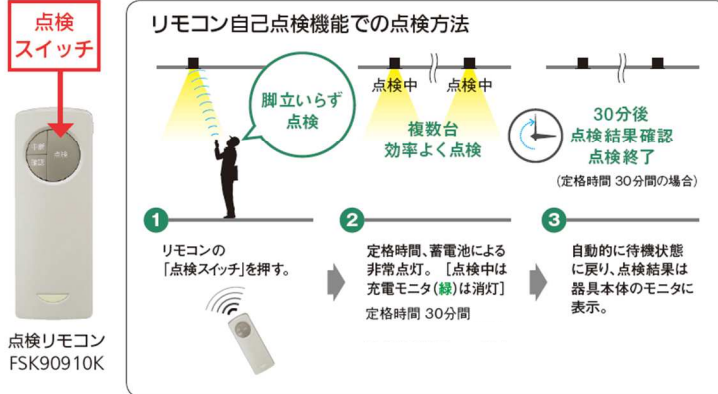 点検
スイッチ
点検
点検リモコン
FSK90910K
リモコン自己点検機能での点検方法
脚立いらず
点検
点検中
点検中
複数台
効率よく点検
30分後
点検結果確認
点検終了
(定格時間 30分間の場合)
1
リモコンの
「点検スイッチ」を押す。
2
定格時間、蓄電池による
非常点灯。 [点検中は
充電モニタ(緑)は消灯]
定格時間 30分間
3
自動的に待機状態
に戻り、点検結果は
器具本体のモニタに
表示。